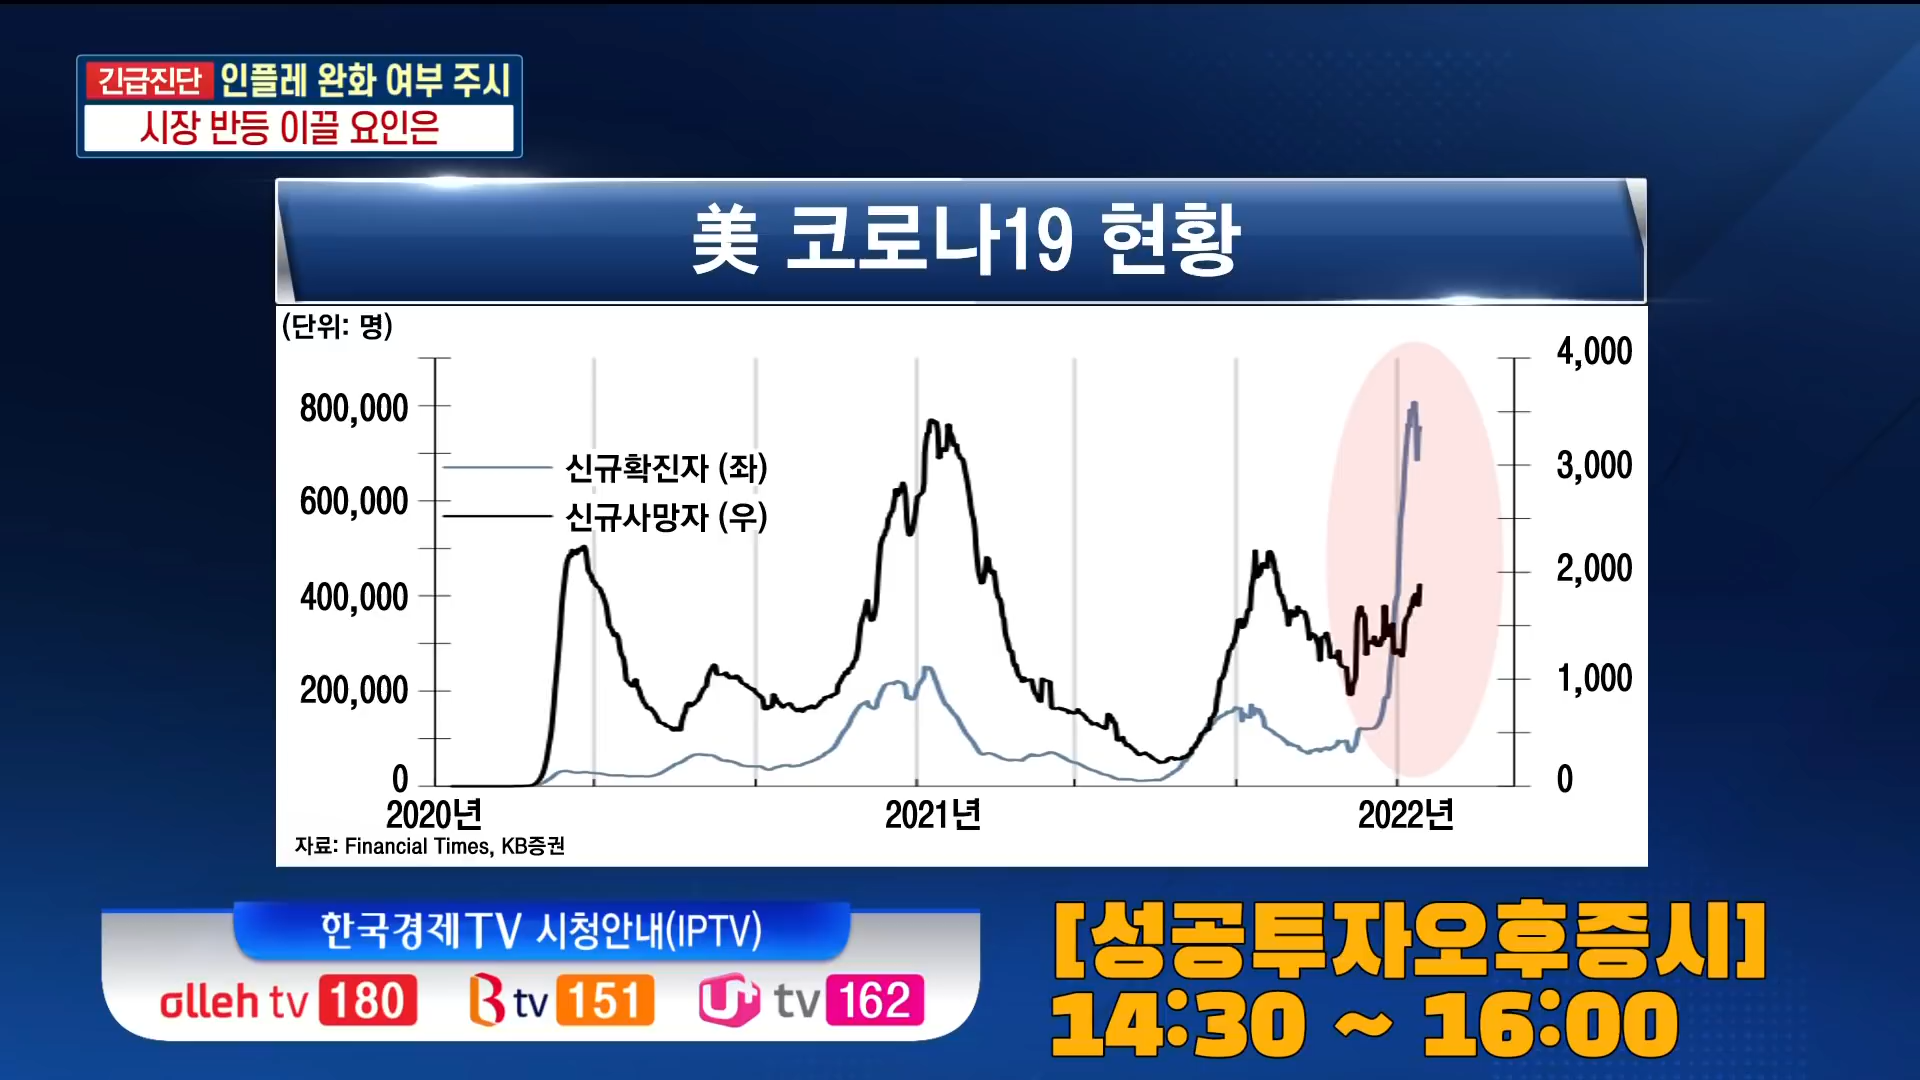 긴급진단 인플레 완화 여부 주시
시장 반등 이끌 요인은
美 코로나19 현황
(단위: 명)
4,000
800,000
신규확진자 (좌)
3,000
600,000
신규사망자 (우)
2,000
400,000
200,000
1,000
0
0
2020년
2021년
2022년
자료: Financial Times, KB증권
한국경제TV 시청안내(IPTV)
olleh tv 180
B tv 151
U+ tv 162
[성공투자오후증시]
14:30 ~ 16:00